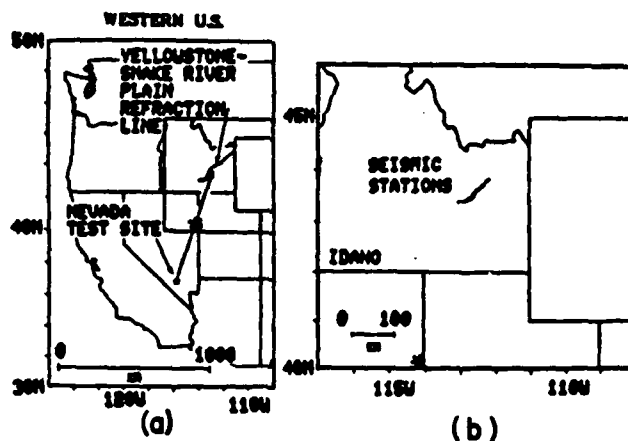 WESTERN U.S.
50N
YELLOWSTONE-
SNAKE RIVER
PLAIN
REFRACTION
LINE
NEVADA
TEST SITE
40N
0 1000
KM
30N
120W 110W
(a)
45N
SEISMIC
STATIONS
IDAHO
0 100
KM
40N
115W 110W
(b)